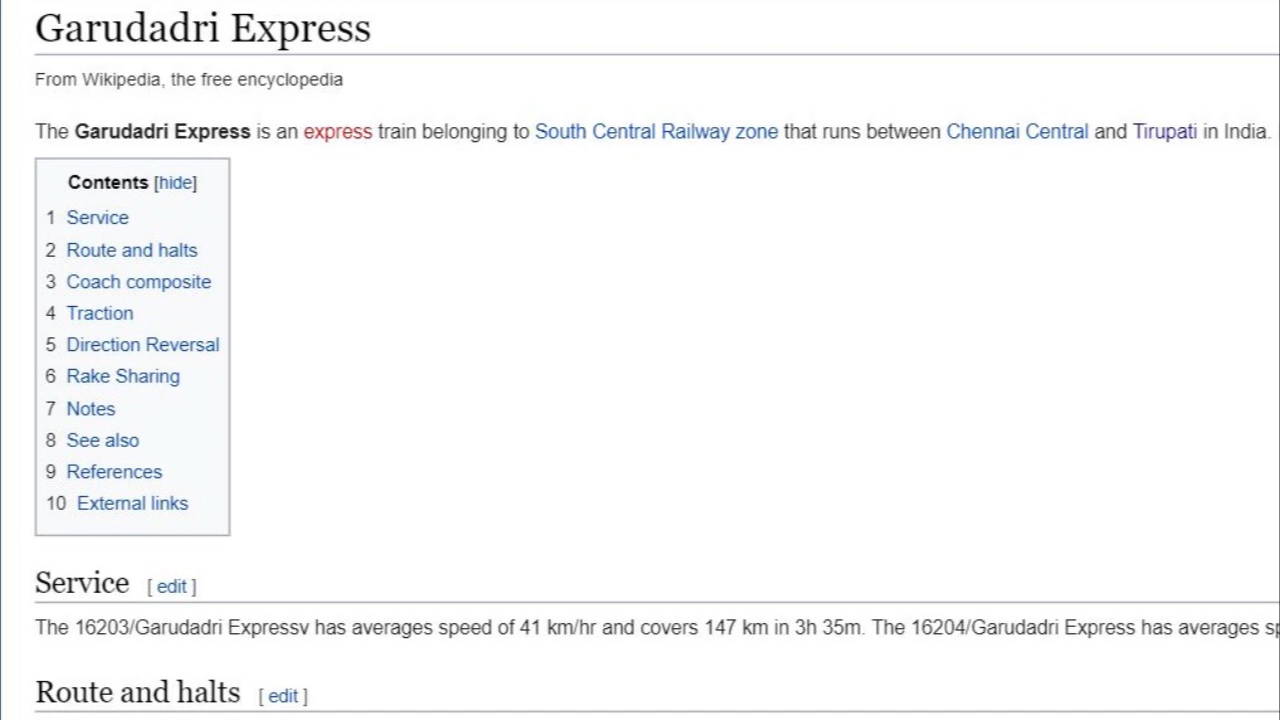 Garudadri Express
From Wikipedia, the free encyclopedia
The Garudadri Express is an express train belonging to South Central Railway zone that runs between Chennai Central and Tirupati in India.
Contents [hide]
1 Service
2 Route and halts
3 Coach composite
4 Traction
5 Direction Reversal
6 Rake Sharing
7 Notes
8 See also
9 References
10 External links
Service [ edit ]
The 16203/Garudadri Expressv has averages speed of 41 km/hr and covers 147 km in 3h 35m. The 16204/Garudadri Express has averages
Route and halts [ edit ]